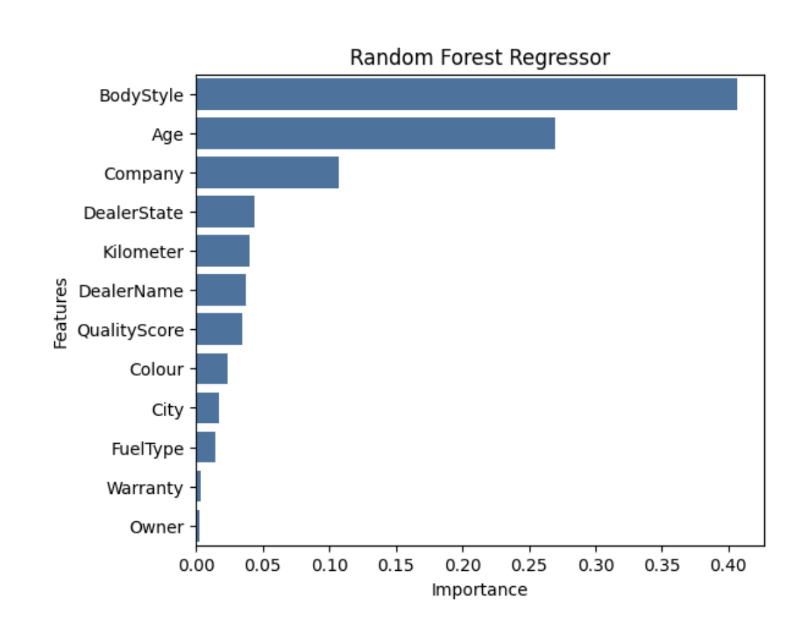 Random Forest Regressor
Features
BodyStyle
Age
Company
DealerState
Kilometer
DealerName
QualityScore
Colour
City
FuelType
Warranty
Owner
0.00 0.05 0.10 0.15 0.20 0.25 0.30 0.35 0.40
Importance